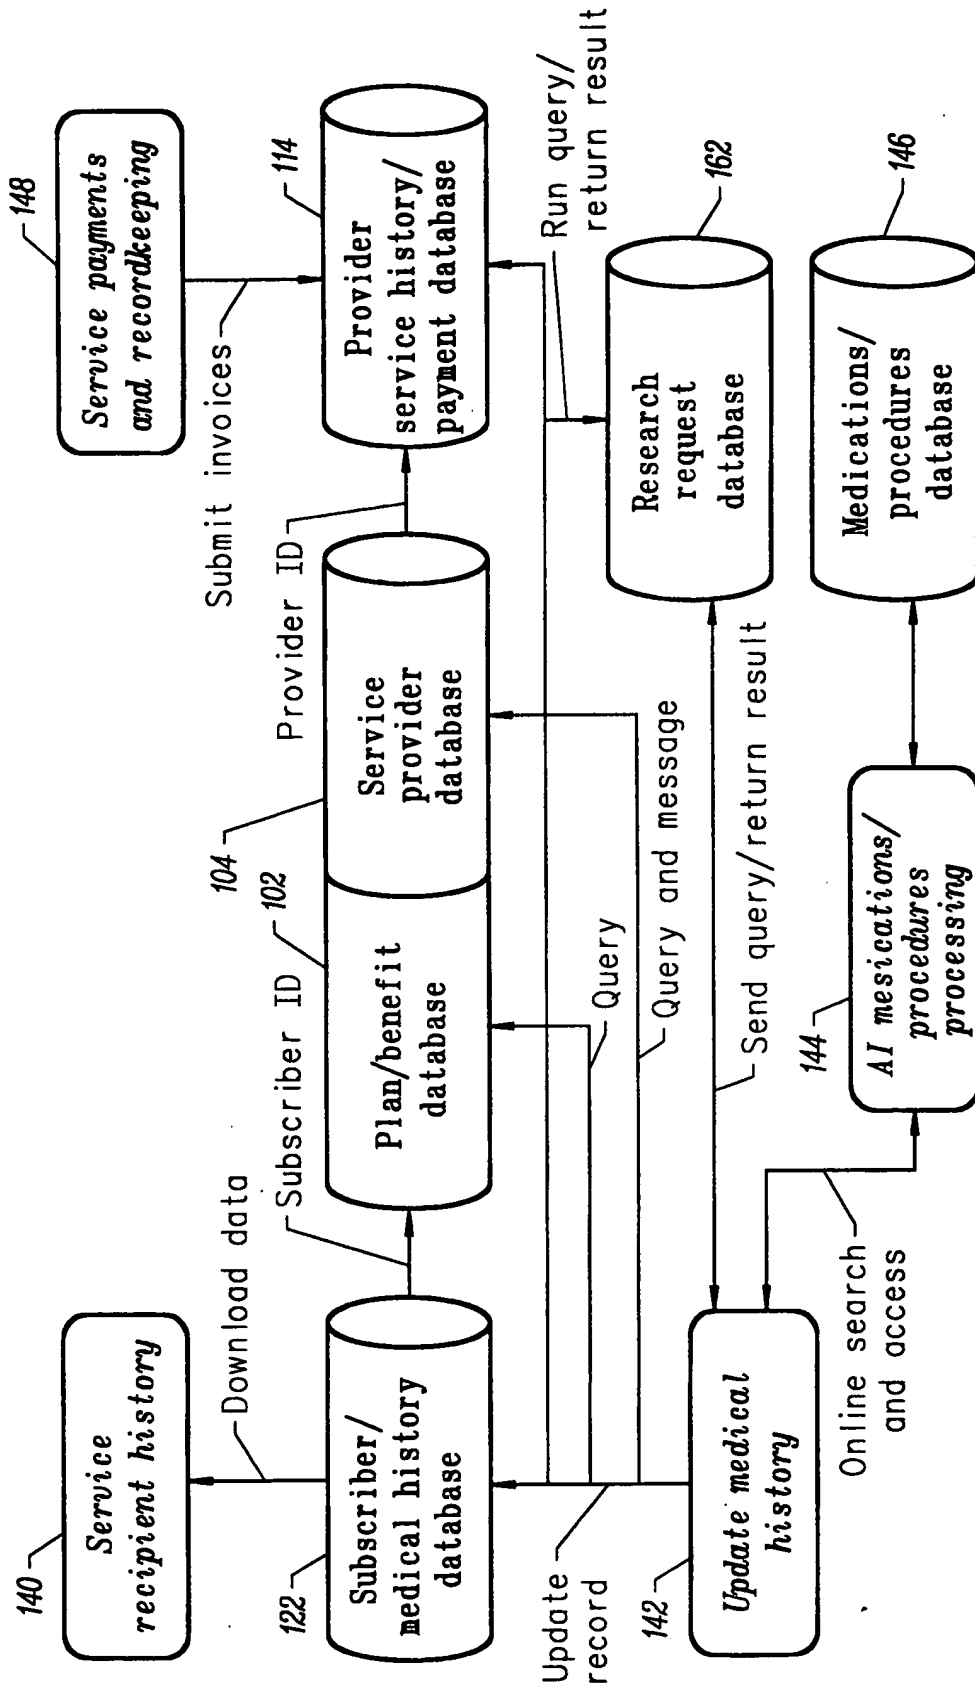 140
Service
recipient history
Download data
148
Service payments
and recordkeeping
Submit invoices
122
Subscriber/
medical history
database
Subscriber ID
102
Plan/benefit
database
104
Service
provider
database
Provider ID
114
Provider
service history/
payment database
Update
record
Query
Query and message
Run query/
return result
142
Update medical
history
Send query/return result
162
Research
request
database
Online search
and access
144
AI mesications/
procedures
processing
146
Medications/
procedures
database